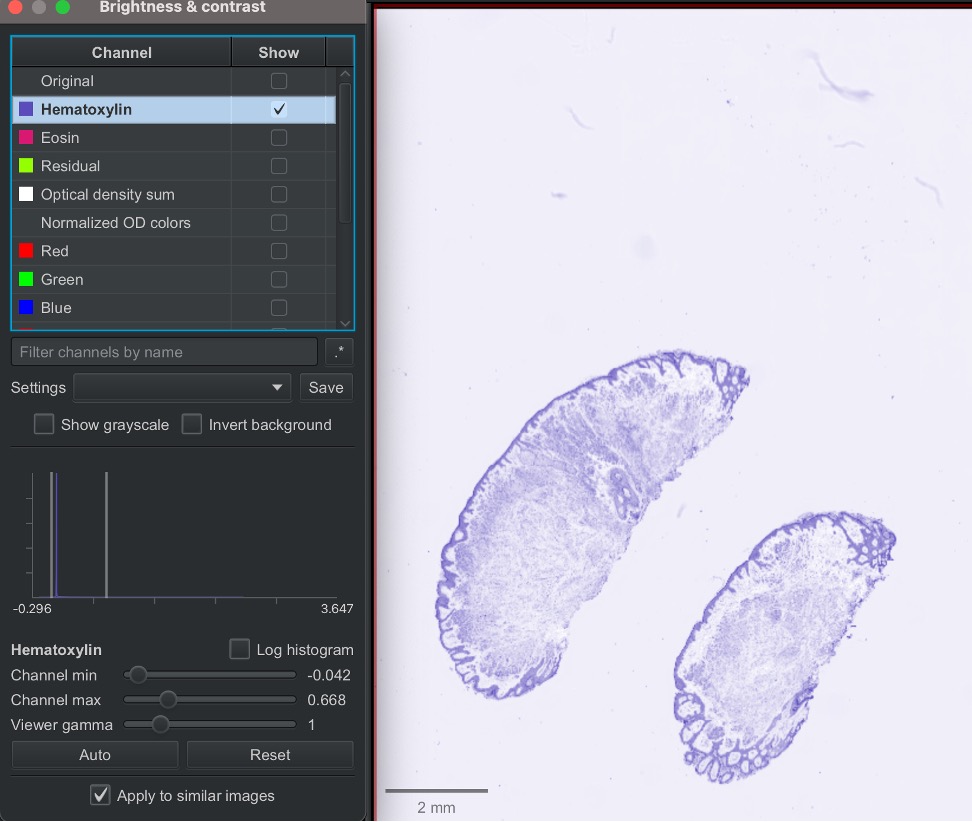 Brightness & contrast
Channel Show
Original
Hematoxylin
Eosin
Residual
Optical density sum
Normalized OD colors
Red
Green
Blue
Filter channels by name .*
Settings Save
Show grayscale Invert background
-0.296 3.647
Hematoxylin Log histogram
Channel min -0.042
Channel max 0.668
Viewer gamma 1
Auto Reset
Apply to similar images
2 mm